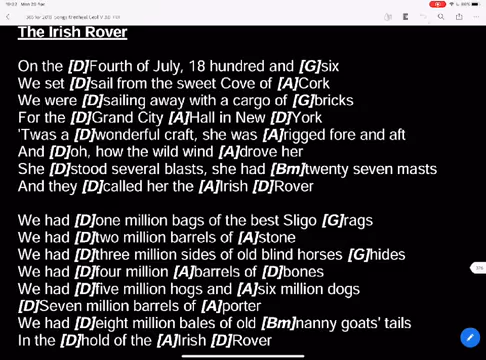 The Irish Rover
On the [D]Fourth of July, 18 hundred and [G]six
We set [D]sail from the sweet Cove of [A]Cork
We were [D]sailing away with a cargo of [G]bricks
For the [D]Grand City [A]Hall in New [D]York
'Twas a [D]wonderful craft, she was [A]rigged fore and aft
And [D]oh, how the wild wind [A]drove her
She [D]stood several blasts, she had [Bm]twenty seven masts
And they [D]called her the [A]Irish [D]Rover
We had [D]one million bags of the best Sligo [G]rags
We had [D]two million barrels of [A]stone
We had [D]three million sides of old blind horses [G]hides
We had [D]four million [A]barrels of [D]bones
We had [D]five million hogs and [A]six million dogs
[D]Seven million barrels of [A]porter
We had [D]eight million bales of old [Bm]nanny goats' tails
In the [D]hold of the [A]Irish [D]Rover